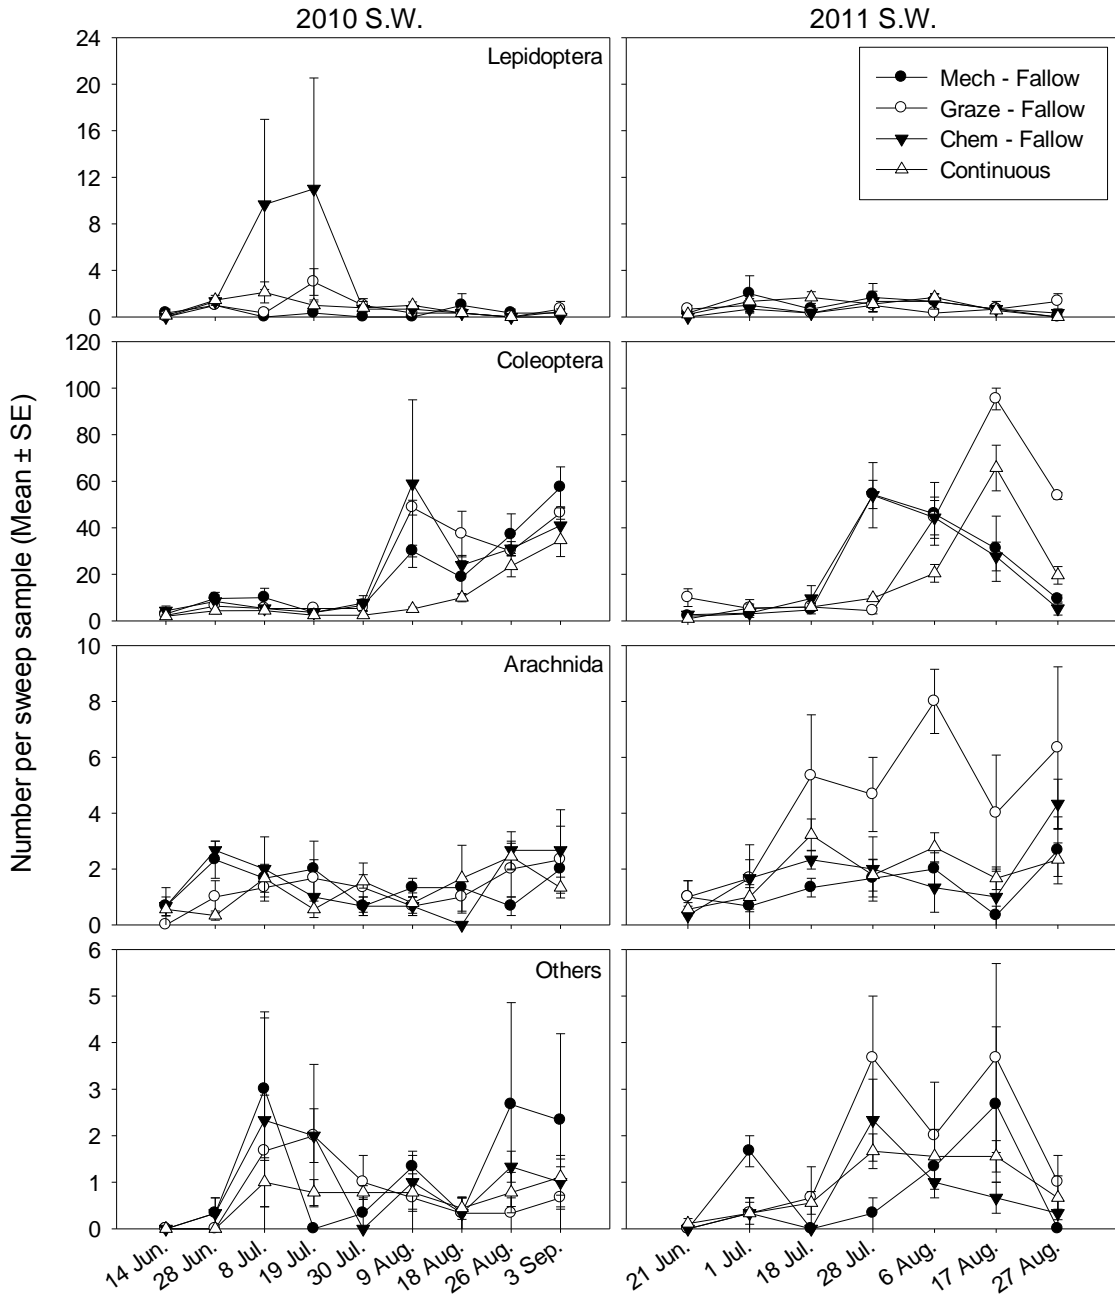 2010 S.W.
2011 S.W.
Number per sweep sample (Mean ± SE)
24
20
16
12
8
4
0
Lepidoptera
Mech - Fallow
Graze - Fallow
Chem - Fallow
Continuous
120
100
80
60
40
20
0
Coleoptera
10
8
6
4
2
0
Arachnida
6
5
4
3
2
1
0
Others
14 Jun.
28 Jun.
8 Jul.
19 Jul.
30 Jul.
9 Aug.
18 Aug.
26 Aug.
3 Sep.
21 Jun.
1 Jul.
18 Jul.
28 Jul.
6 Aug.
17 Aug.
27 Aug.